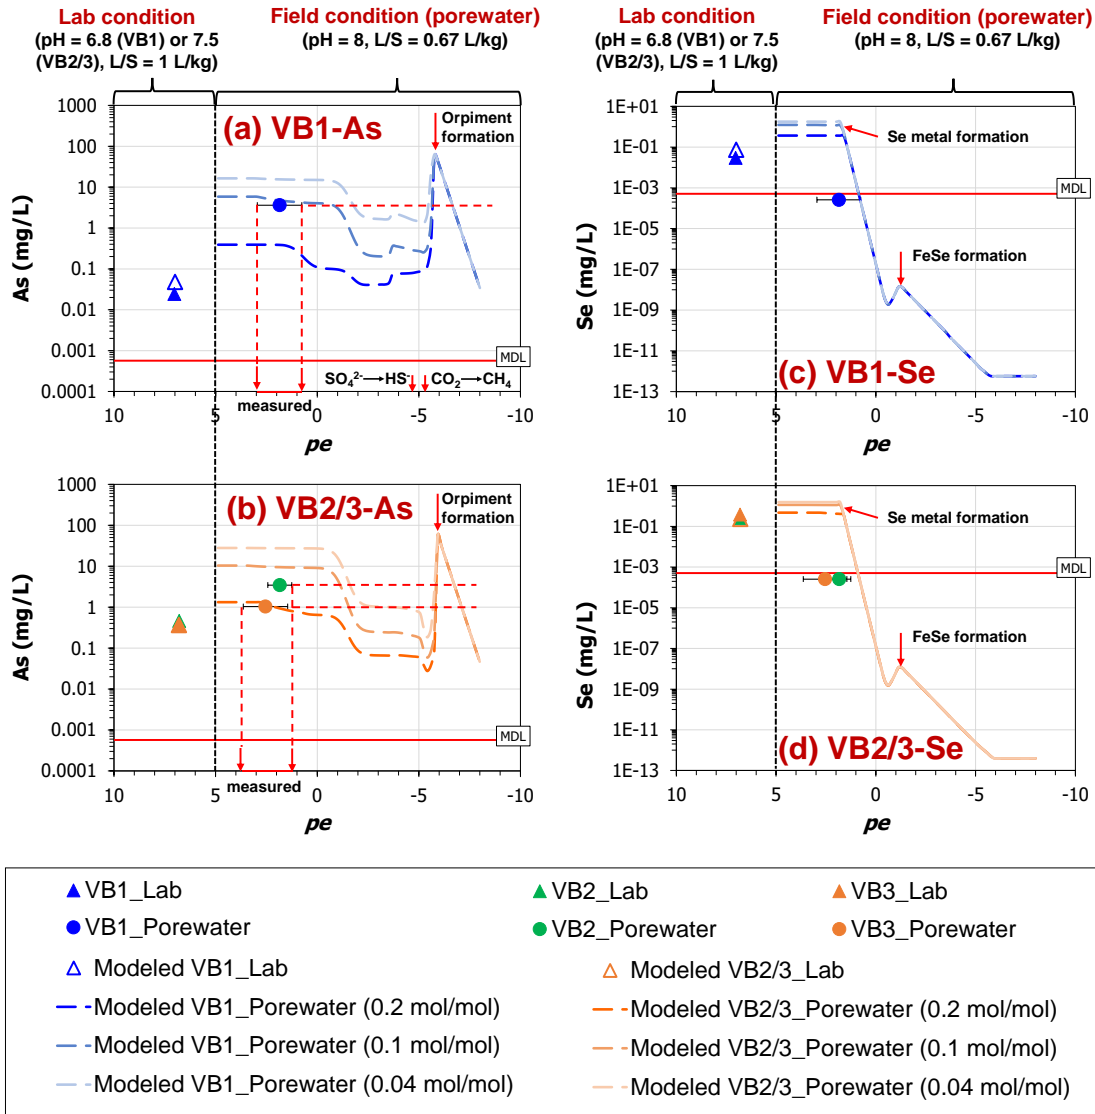 Lab condition
(pH = 6.8 (VB1) or 7.5
(VB2/3), L/S = 1 L/kg)
Field condition (porewater)
(pH = 8, L/S = 0.67 L/kg)
Lab condition
(pH = 6.8 (VB1) or 7.5
(VB2/3), L/S = 1 L/kg)
Field condition (porewater)
(pH = 8, L/S = 0.67 L/kg)
As (mg/L)
1000
100
10
1
0.1
0.01
0.001
0.0001
(a) VB1-As
Orpiment
formation
MDL
SO₄²⁻→HS⁻
CO₂→CH₄
measured
10
5
0
-5
-10
pe
Se (mg/L)
1E+01
1E-01
1E-03
1E-05
1E-07
1E-09
1E-11
1E-13
Se metal formation
MDL
FeSe formation
(c) VB1-Se
10
5
0
-5
-10
pe
As (mg/L)
1000
100
10
1
0.1
0.01
0.001
0.0001
(b) VB2/3-As
Orpiment
formation
MDL
measured
10
5
0
-5
-10
pe
Se (mg/L)
1E+01
1E-01
1E-03
1E-05
1E-07
1E-09
1E-11
1E-13
Se metal formation
MDL
FeSe formation
(d) VB2/3-Se
10
5
0
-5
-10
pe
VB1_Lab
VB2_Lab
VB3_Lab
VB1_Porewater
VB2_Porewater
VB3_Porewater
Modeled VB1_Lab
Modeled VB2/3_Lab
Modeled VB1_Porewater (0.2 mol/mol)
Modeled VB2/3_Porewater (0.2 mol/mol)
Modeled VB1_Porewater (0.1 mol/mol)
Modeled VB2/3_Porewater (0.1 mol/mol)
Modeled VB1_Porewater (0.04 mol/mol)
Modeled VB2/3_Porewater (0.04 mol/mol)